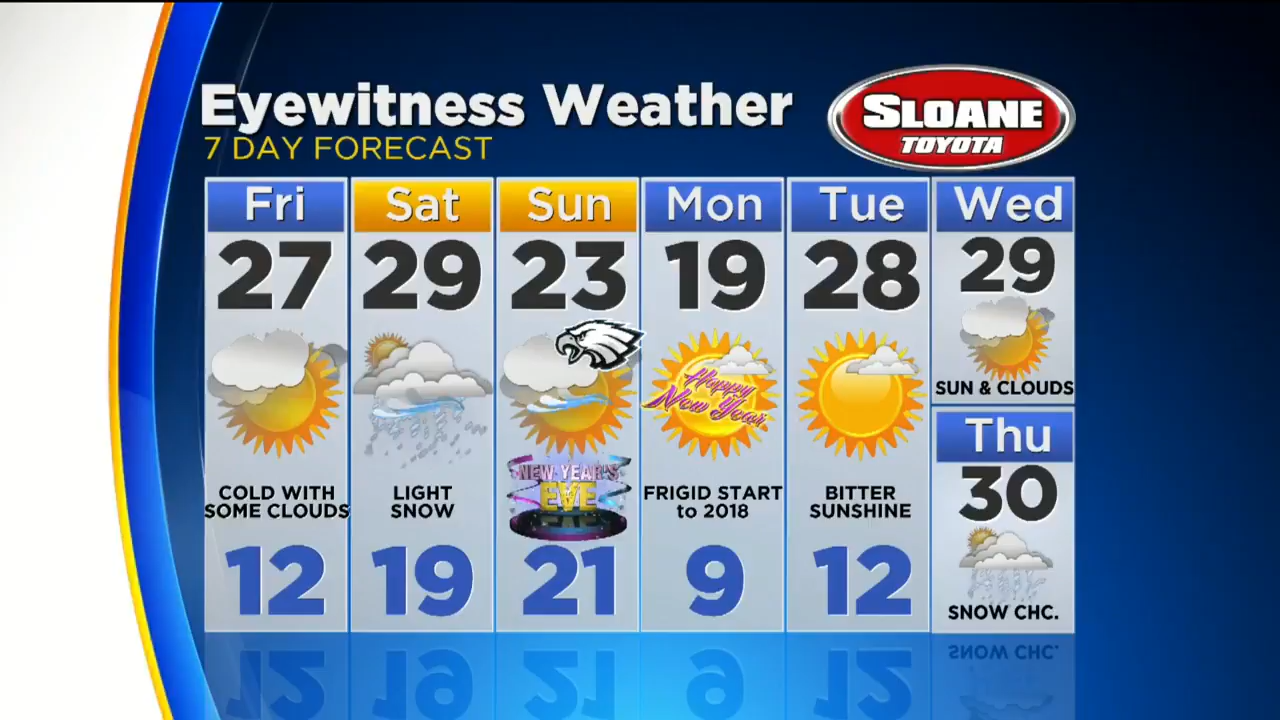 Eyewitness Weather
7 DAY FORECAST
SLOANE
TOYOTA
Fri
27
COLD WITH
SOME CLOUDS
12
Sat
29
LIGHT
SNOW
19
Sun
23
NEW YEAR'S
EVE
21
Mon
19
Happy
New Year
FRIGID START
to 2018
9
Tue
28
BITTER
SUNSHINE
12
Wed
29
SUN & CLOUDS
Thu
30
SNOW CHC.